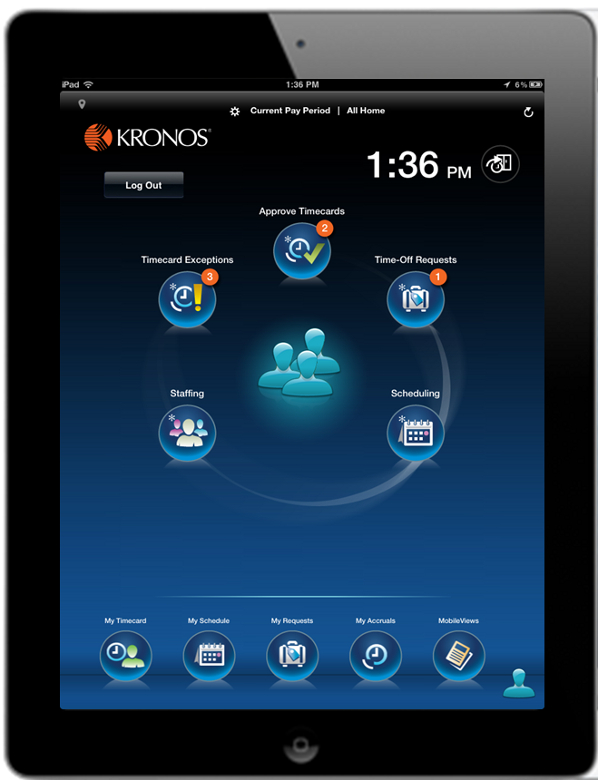 iPad 1:36 PM 6%
Current Pay Period | All Home
KRONOS®
1:36 PM
Log Out
Approve Timecards
2
Timecard Exceptions
3
Time-Off Requests
1
Staffing
Scheduling
My Timecard
My Schedule
My Requests
My Accruals
MobileViews